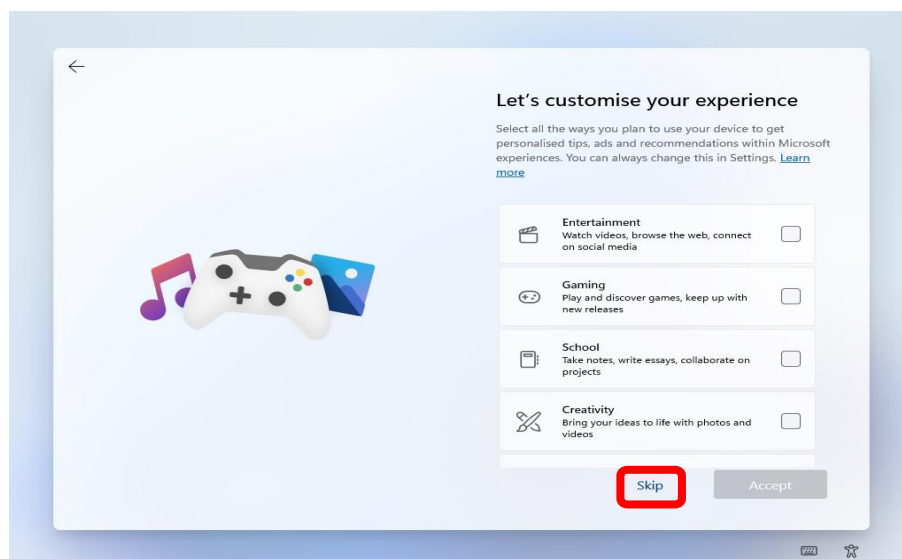 Let's customise your experience
Select all the ways you plan to use your device to get
personalised tips, ads and recommendations within Microsoft
experiences. You can always change this in Settings. Learn
more
Entertainment
Watch videos, browse the web, connect
on social media
Gaming
Play and discover games, keep up with
new releases
School
Take notes, write essays, collaborate on
projects
Creativity
Bring your ideas to life with photos and
videos
Skip
Accept